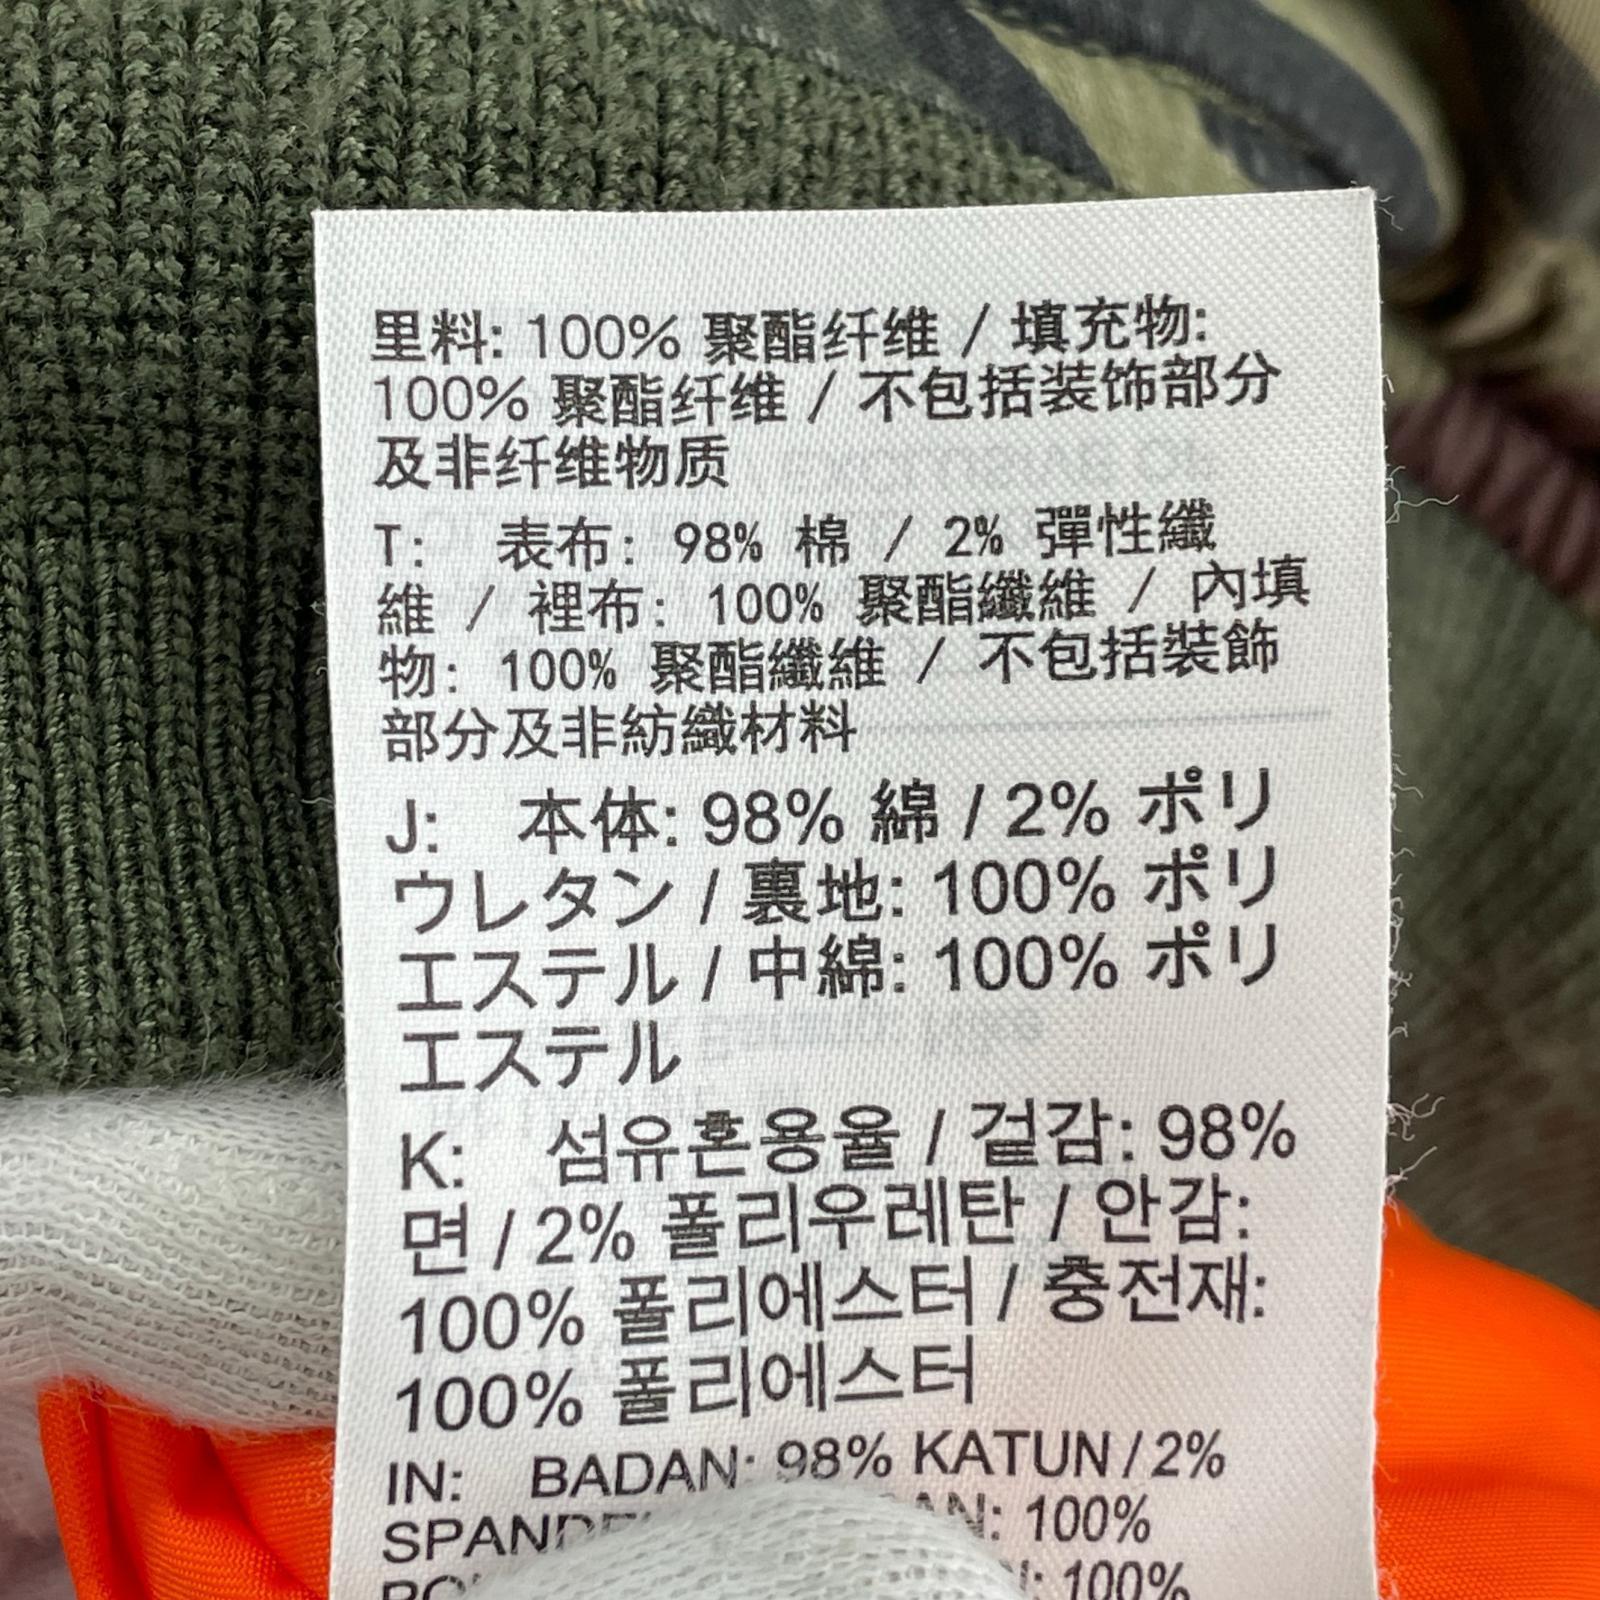 里料: 100% 聚酯纤维 / 填充物:
100% 聚酯纤维 / 不包括装饰部分
及非纤维物质
T: 表布: 98% 棉 / 2% 彈性纖
維 / 裡布: 100% 聚酯纖維 / 內填
物: 100% 聚酯纖維 / 不包括裝飾
部分及非紡織材料
J: 本体: 98% 綿 / 2% ポリ
ウレタン / 裏地: 100% ポリ
エステル / 中綿: 100% ポリ
エステル
K: 섬유혼용율 / 겉감: 98%
면 / 2% 폴리우레탄 / 안감:
100% 폴리에스터 / 충전재:
100% 폴리에스터
IN: BADAN: 98% KATUN / 2%
100%
100%